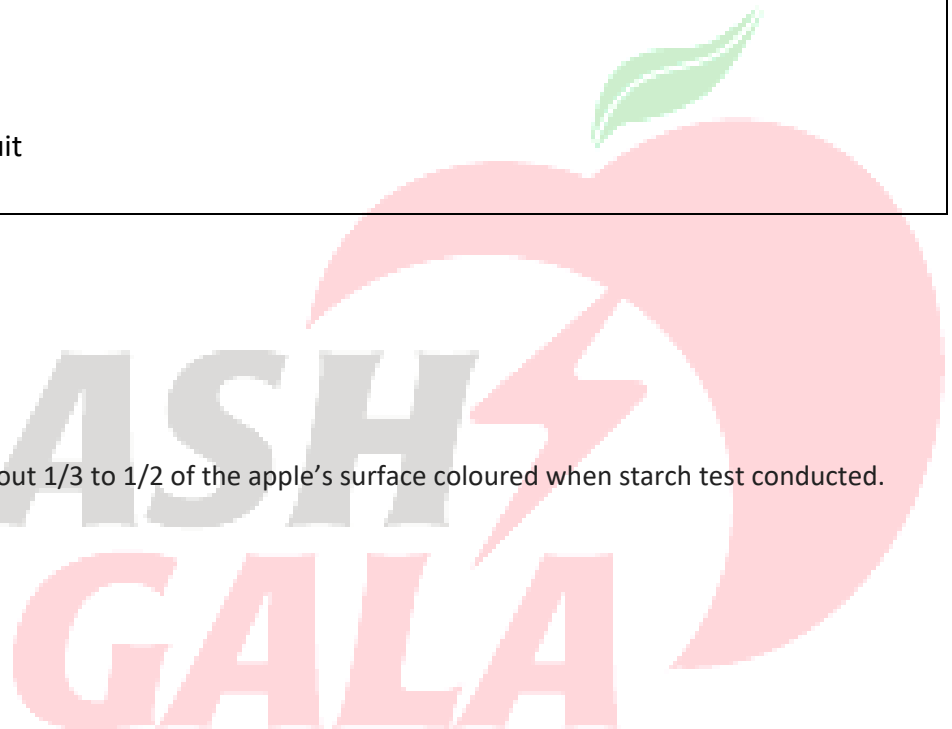 uit
out 1/3 to 1/2 of the apple’s surface coloured when starch test conducted.
ASH
GALA